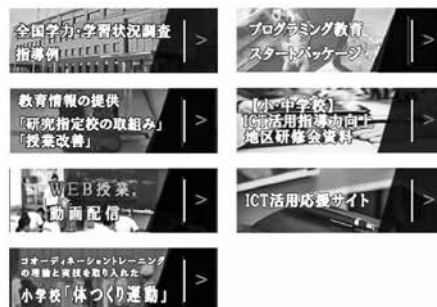 全国学力・学習状況調査
指導例
プログラミング教育
スタートパッケージ
教育情報の提供
「研究指定校の取組み」
「授業改善」
【小・中学校】
ICT活用指導力向上
地区研修会資料
WEB授業
動画配信
ICT活用応援サイト
コオーディネーショントレーニング
の理論と実技を取り入れた
小学校「体つくり運動」